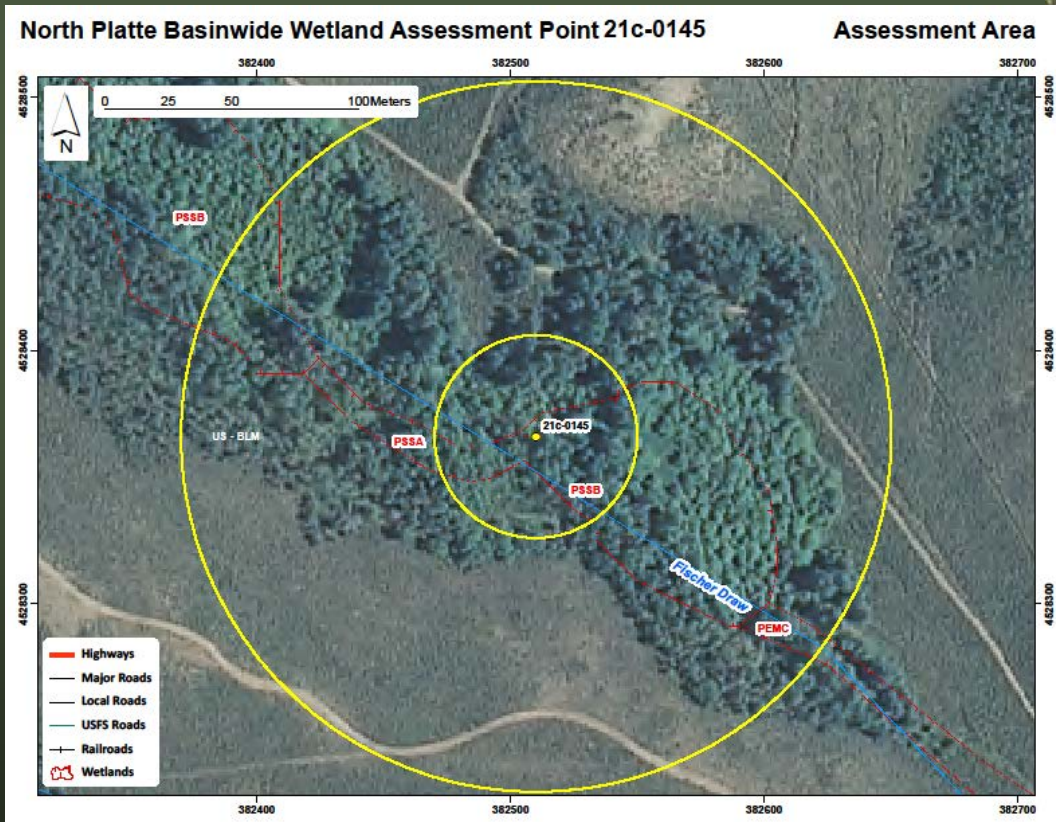 North Platte Basinwide Wetland Assessment Point 21c-0145 Assessment Area
382400 382500 382600 382700
4528500 4528500
0 25 50 100Meters
N
PSSB
4528400 4528400
21c-0145
US - BLM
PSSA
PSSB
Fischer Draw
4528300 4528300
PEMC
Highways
Major Roads
Local Roads
USFS Roads
Railroads
Wetlands
382400 382500 382600 382700